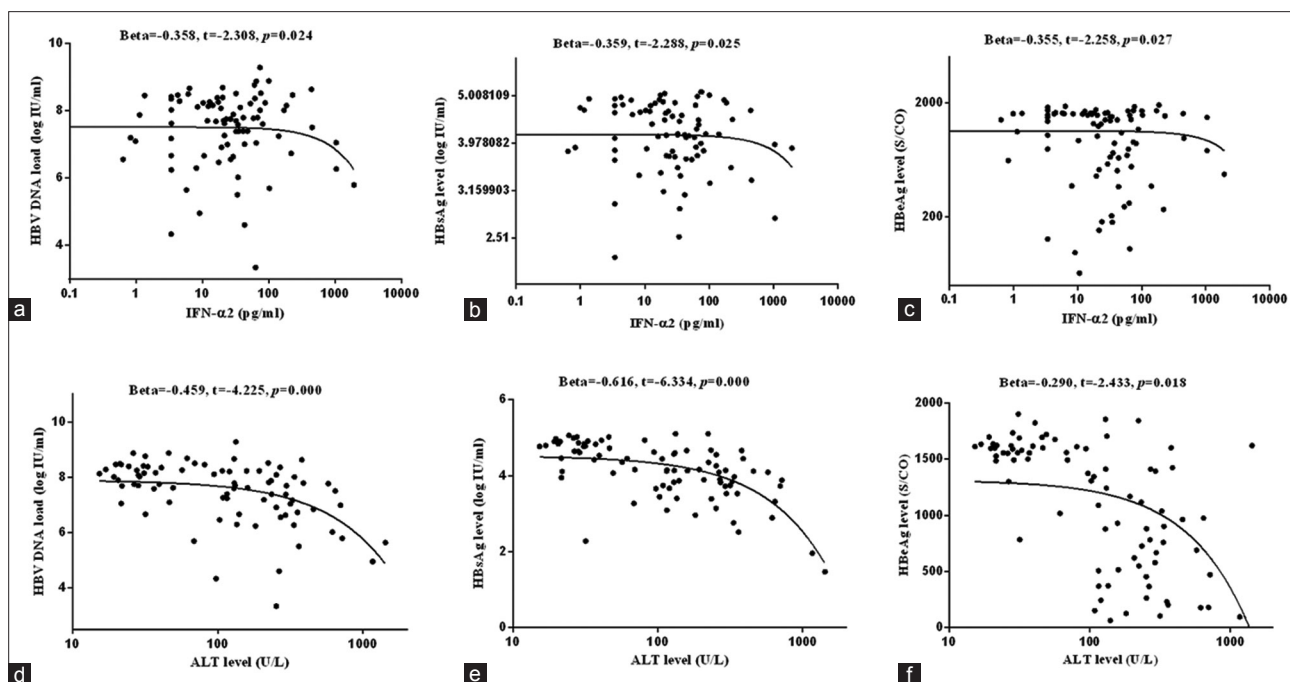 Beta=-0.358, t=-2.308, p=0.024
10
8
6
4
HBV DNA load (log IU/ml)
0.1 1 10 100 1000 10000
IFN-α2 (pg/ml)
a
Beta=-0.359, t=-2.288, p=0.025
5.008109
3.978082
3.159903
2.51
HBsAg level (log IU/ml)
0.1 1 10 100 1000 10000
IFN-α2 (pg/ml)
b
Beta=-0.355, t=-2.258, p=0.027
2000
200
HBeAg level (S/CO)
0.1 1 10 100 1000 10000
IFN-α2 (pg/ml)
c
Beta=-0.459, t=-4.225, p=0.000
10
8
6
4
HBV DNA load (log IU/ml)
10 100 1000
ALT level (U/L)
d
Beta=-0.616, t=-6.334, p=0.000
6
4
2
0
HBsAg level (log IU/ml)
10 100 1000
ALT level (U/L)
e
Beta=-0.290, t=-2.433, p=0.018
2000
1500
1000
500
0
HBeAg level (S/CO)
10 100 1000
ALT level (U/L)
f